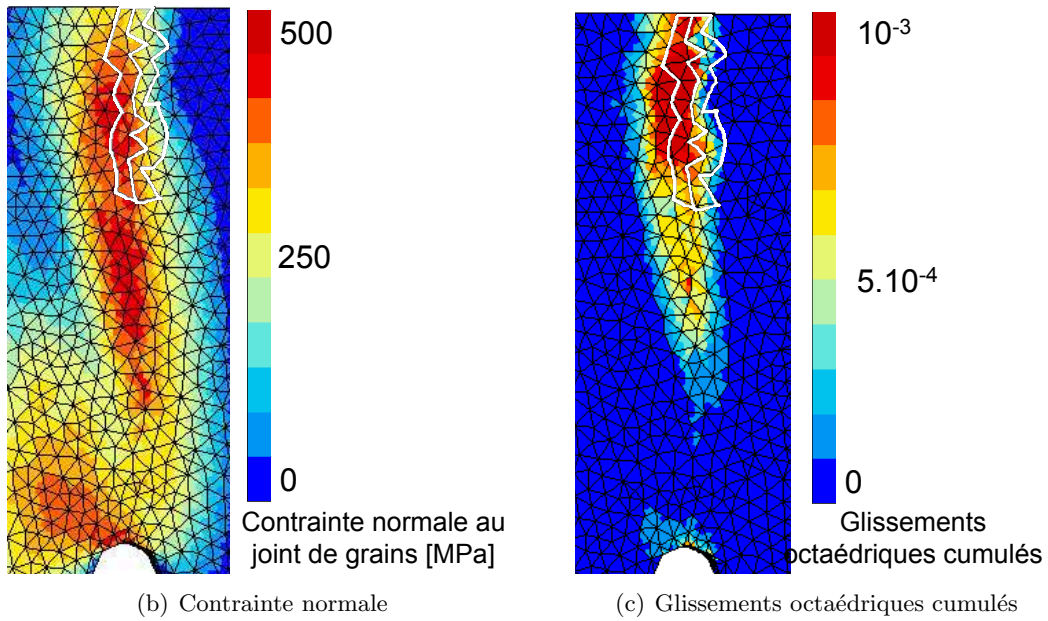 500
250
0
Contrainte normale au
joint de grains [MPa]
(b) Contrainte normale
10-3
5.10-4
0
Glissements
octaédriques cumulés
(c) Glissements octaédriques cumulés